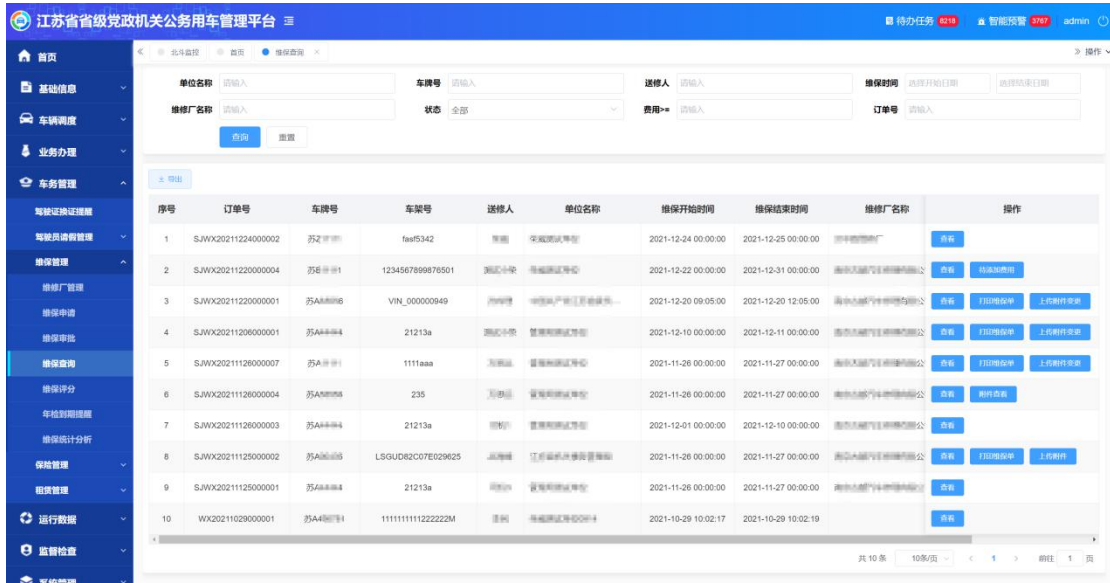 江苏省省级党政机关公务用车管理平台
待办任务 8218 智能预警 3767 admin
首页
基础信息
车辆调度
业务办理
车务管理
驾驶证换证提醒
驾驶员请假管理
维保管理
维修厂管理
维保申请
维保审批
维保查询
维保评分
年检到期提醒
维保统计分析
保险管理
租赁管理
运行数据
监督检查
系统管理
北斗监控 首页 维保查询 × 操作
单位名称 请输入 车牌号 请输入 送修人 请输入 维保时间 选择开始日期 选择结束日期
维修厂名称 请输入 状态 全部 费用>= 请输入 订单号 请输入
查询 重置
导出
序号 订单号 车牌号 车架号 送修人 单位名称 维保开始时间 维保结束时间 维修厂名称 操作
1 SJWX20211224000002 fasf5342 2021-12-24 00:00:00 2021-12-25 00:00:00 查看
2 SJWX20211220000004 1234567899876501 2021-12-22 00:00:00 2021-12-31 00:00:00 查看 待添加费用
3 SJWX20211220000001 苏A VIN_000000949 2021-12-20 09:05:00 2021-12-20 12:05:00 查看 打印维保单 上传附件变更
4 SJWX20211206000001 苏A 21213a 2021-12-10 00:00:00 2021-12-11 00:00:00 查看
5 SJWX20211126000007 苏A 1111aaa 2021-11-26 00:00:00 2021-11-27 00:00:00 查看 打印维保单 上传附件变更
6 SJWX20211126000004 苏A 235 2021-11-26 00:00:00 2021-11-27 00:00:00 查看 附件查看
7 SJWX20211126000003 苏A 21213a 2021-12-01 00:00:00 2021-12-10 00:00:00 查看
8 SJWX20211125000002 苏A LSGUD82C07E029625 2021-11-26 00:00:00 2021-11-27 00:00:00 查看 打印维保单 上传附件
9 SJWX20211125000001 苏A 21213a 2021-11-26 00:00:00 2021-11-27 00:00:00 查看
10 WX20211029000001 苏A4 1111111111222222M 2021-10-29 10:02:17 2021-10-29 10:02:19 查看
共 10 条 10条/页 < 1 > 前往 1 页